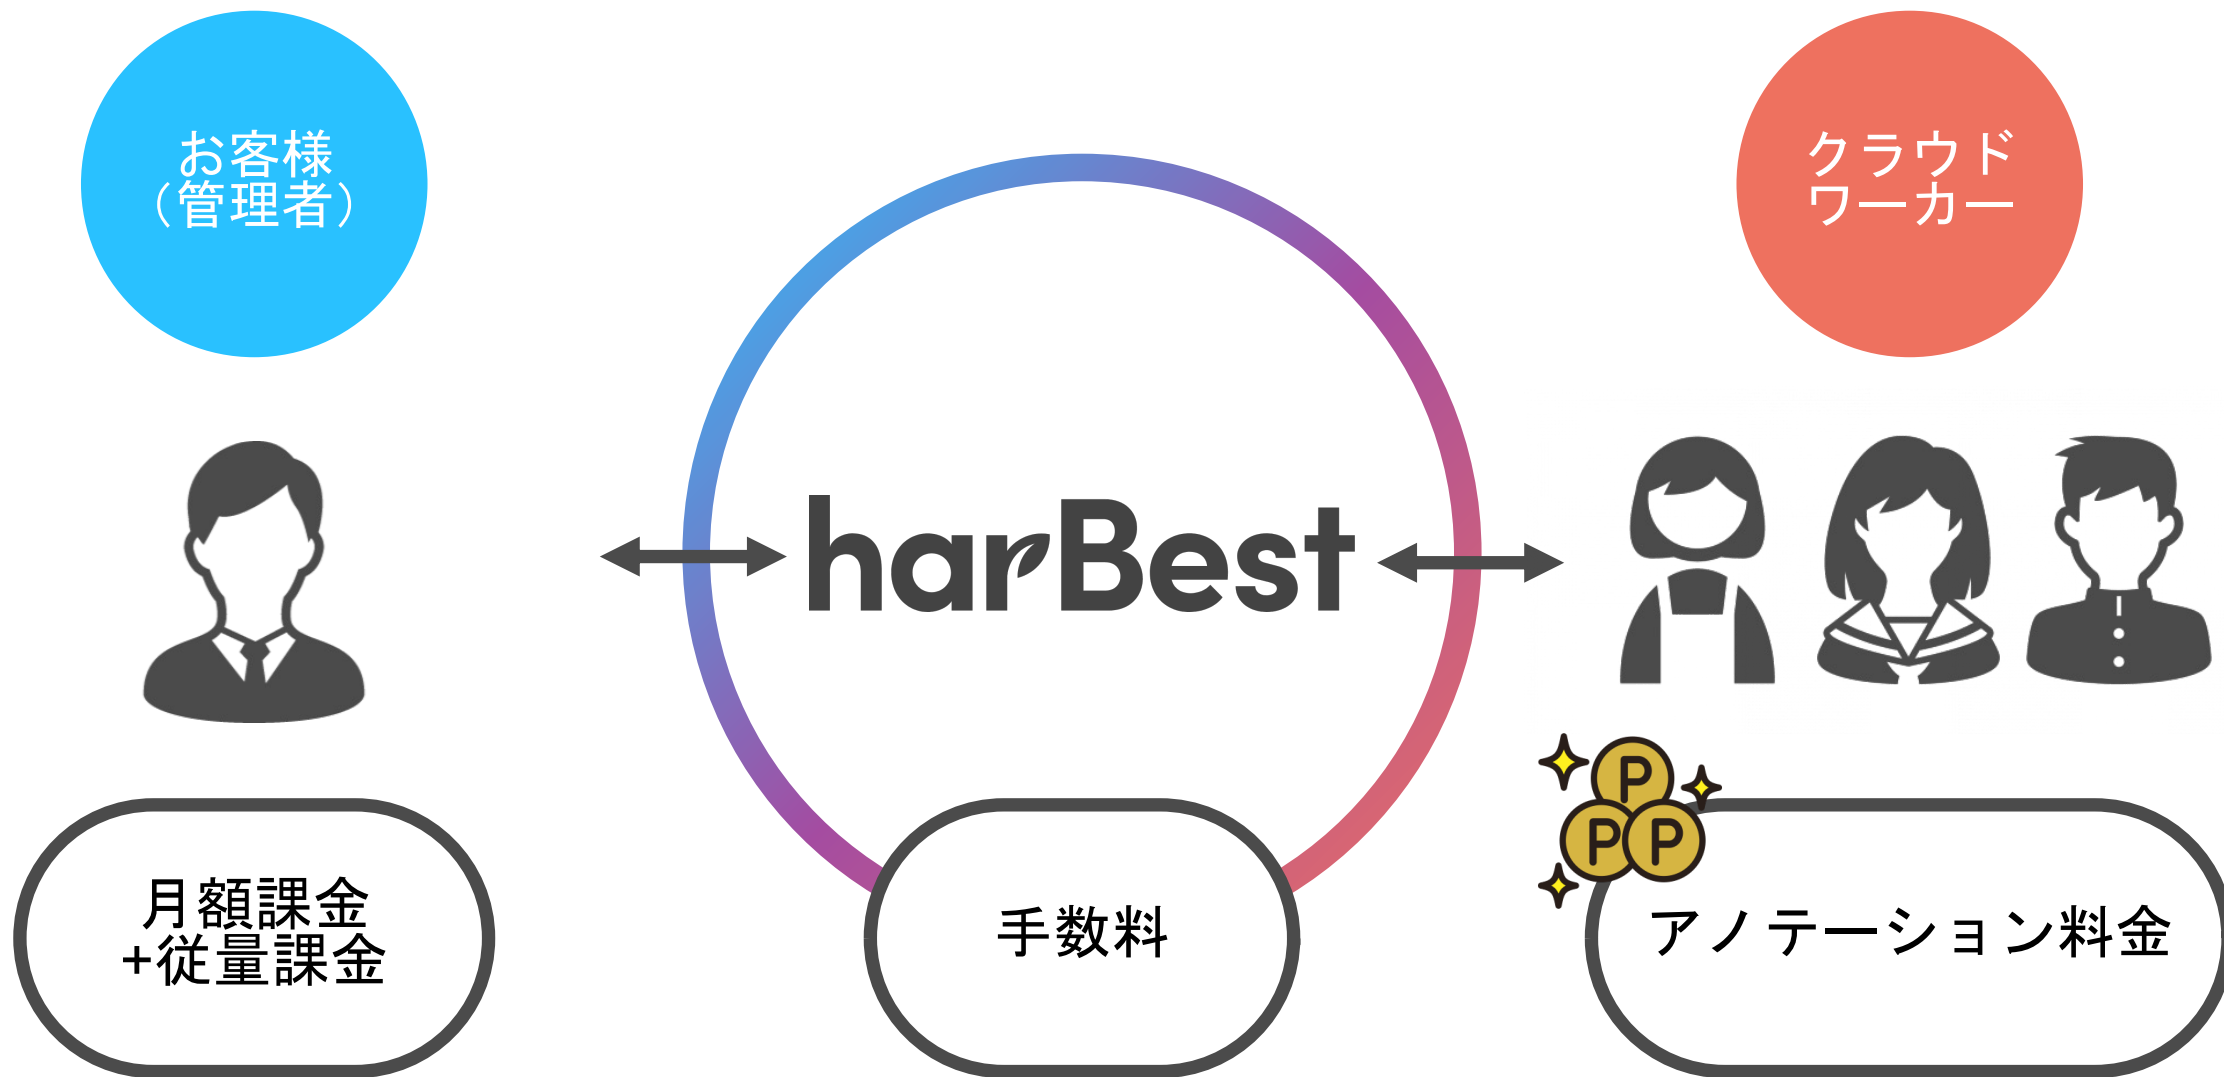 お客様
（管理者）
クラウド
ワーカー
harBest
P
P P
月額課金
+従量課金
手数料
アノテーション料金